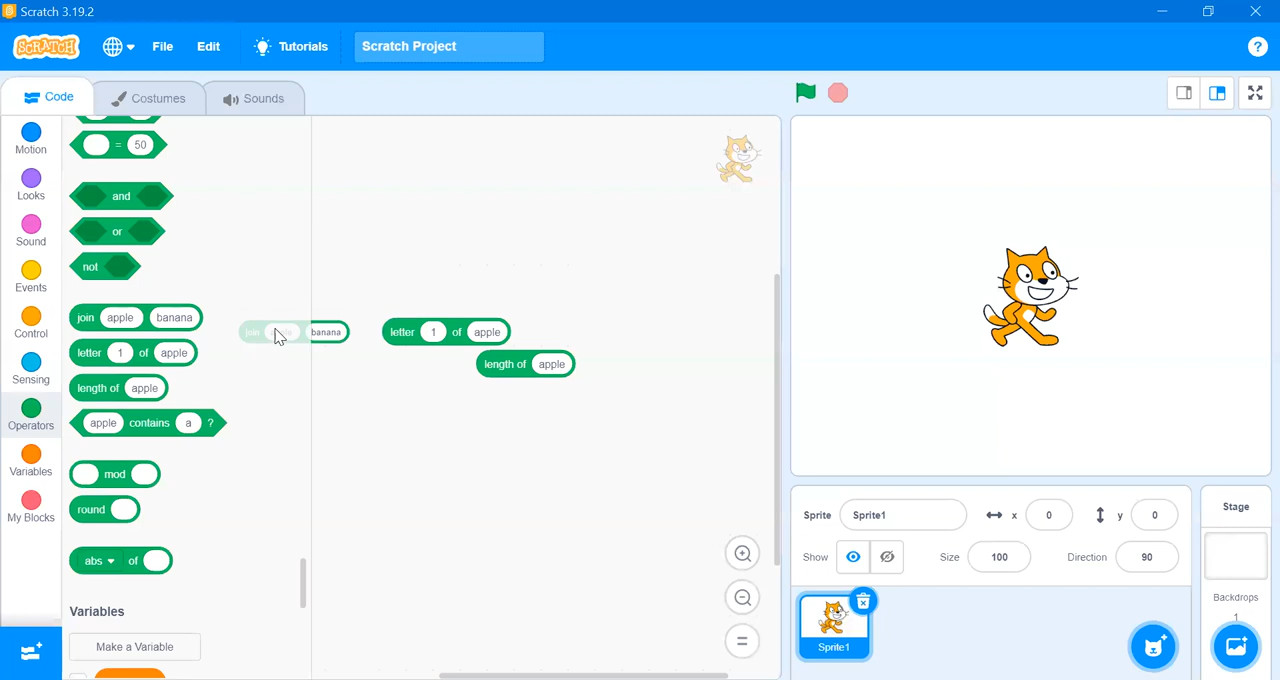 Scratch 3.19.2
SCRATCH
File
Edit
Tutorials
Scratch Project
?
Code
Costumes
Sounds
Motion
Looks
Sound
Events
Control
Sensing
Operators
Variables
My Blocks
= 50
and
or
not
join apple banana
letter 1 of apple
length of apple
apple contains a ?
mod
round
abs of
Variables
Make a Variable
join apple banana
letter 1 of apple
length of apple
Sprite Sprite1 x 0 y 0
Show Size 100 Direction 90
Sprite1
Stage
Backdrops
1